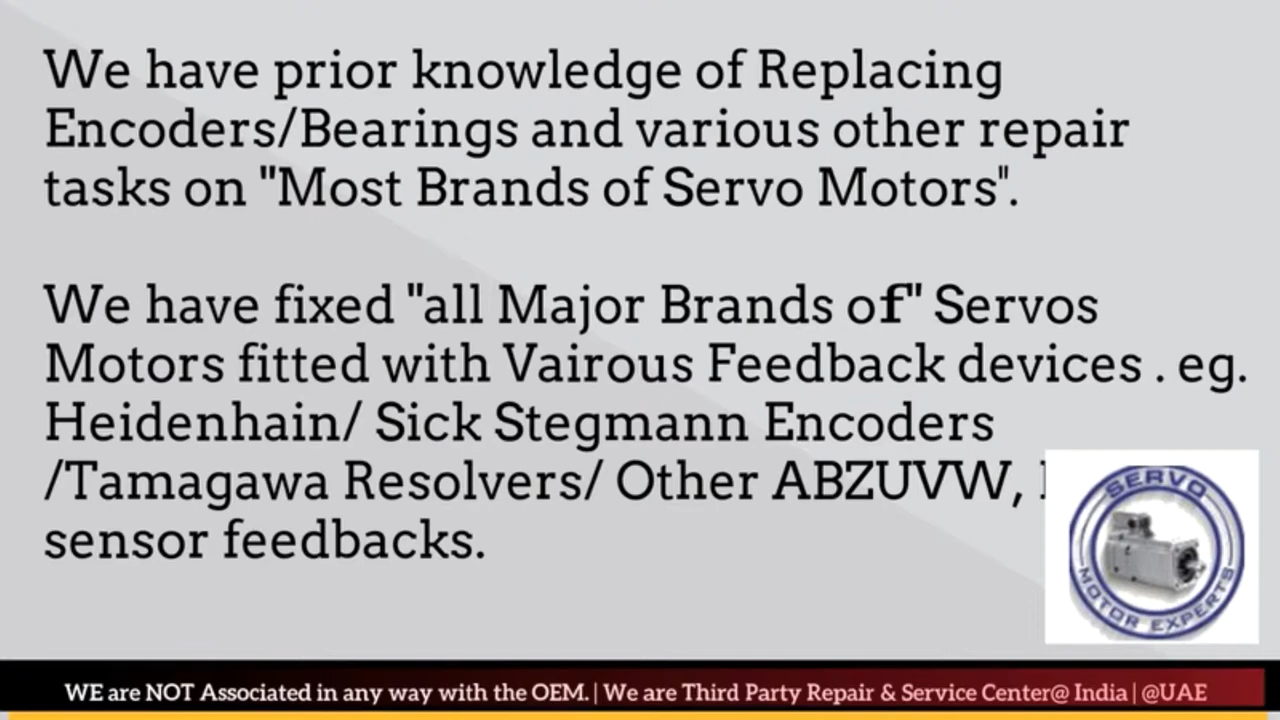 We have prior knowledge of Replacing
Encoders/Bearings and various other repair
tasks on "Most Brands of Servo Motors".
We have fixed "all Major Brands of" Servos
Motors fitted with Vairous Feedback devices . eg.
Heidenhain/ Sick Stegmann Encoders
/Tamagawa Resolvers/ Other ABZUVW,
sensor feedbacks.
SERVO
MOTOR EXPERTS
WE are NOT Associated in any way with the OEM. | We are Third Party Repair & Service Center@ India | @UAE